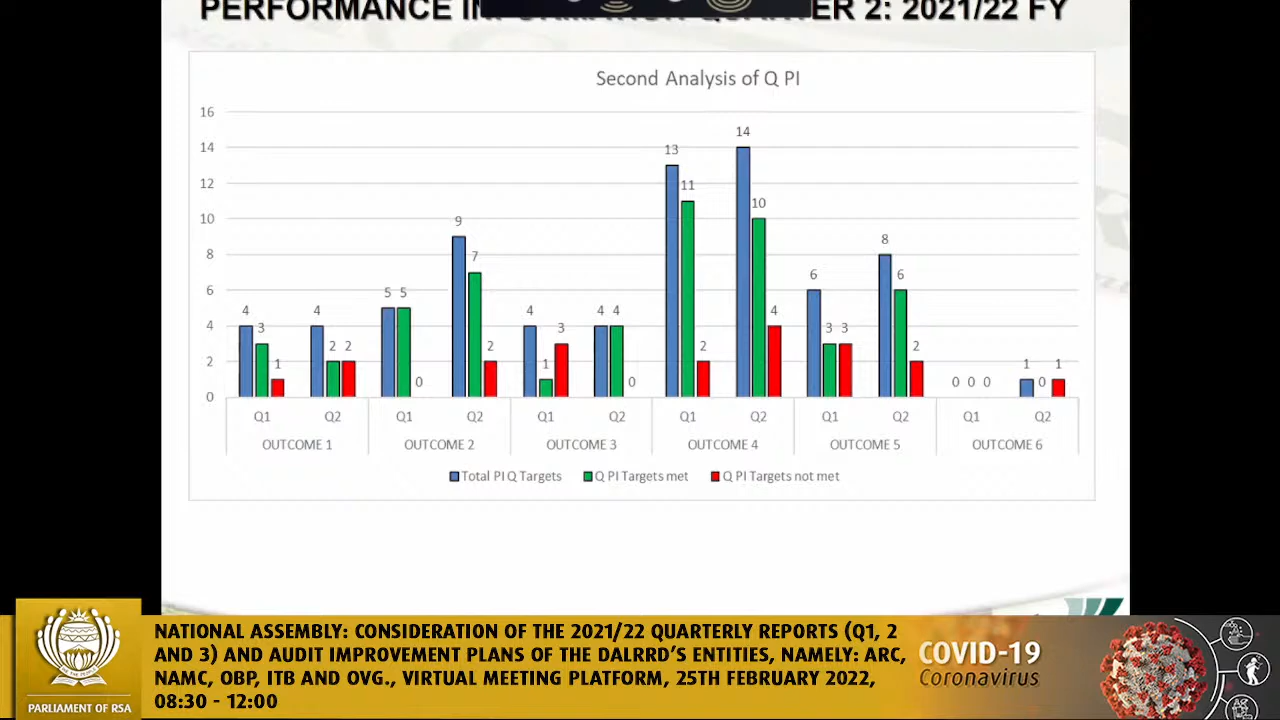 PERFORMANCE QUARTER 2: 2021/22 FY
Second Analysis of Q PI
16
14
12
10
8
6
4
2
0
4 3 1 4 2 2 5 5 0 9 7 2 4 1 3 4 4 0 13 11 2 14 10 4 6 3 3 8 6 2 0 0 0 1 0 1
Q1 Q2 Q1 Q2 Q1 Q2 Q1 Q2 Q1 Q2 Q1 Q2
OUTCOME 1 OUTCOME 2 OUTCOME 3 OUTCOME 4 OUTCOME 5 OUTCOME 6
Total PI Q Targets Q PI Targets met Q PI Targets not met
NATIONAL ASSEMBLY: CONSIDERATION OF THE 2021/22 QUARTERLY REPORTS (Q1, 2
AND 3) AND AUDIT IMPROVEMENT PLANS OF THE DALRRD'S ENTITIES, NAMELY: ARC,
NAMC, OBP, ITB AND OVG., VIRTUAL MEETING PLATFORM, 25TH FEBRUARY 2022,
08:30 - 12:00
PARLIAMENT OF RSA
COVID-19
Coronavirus